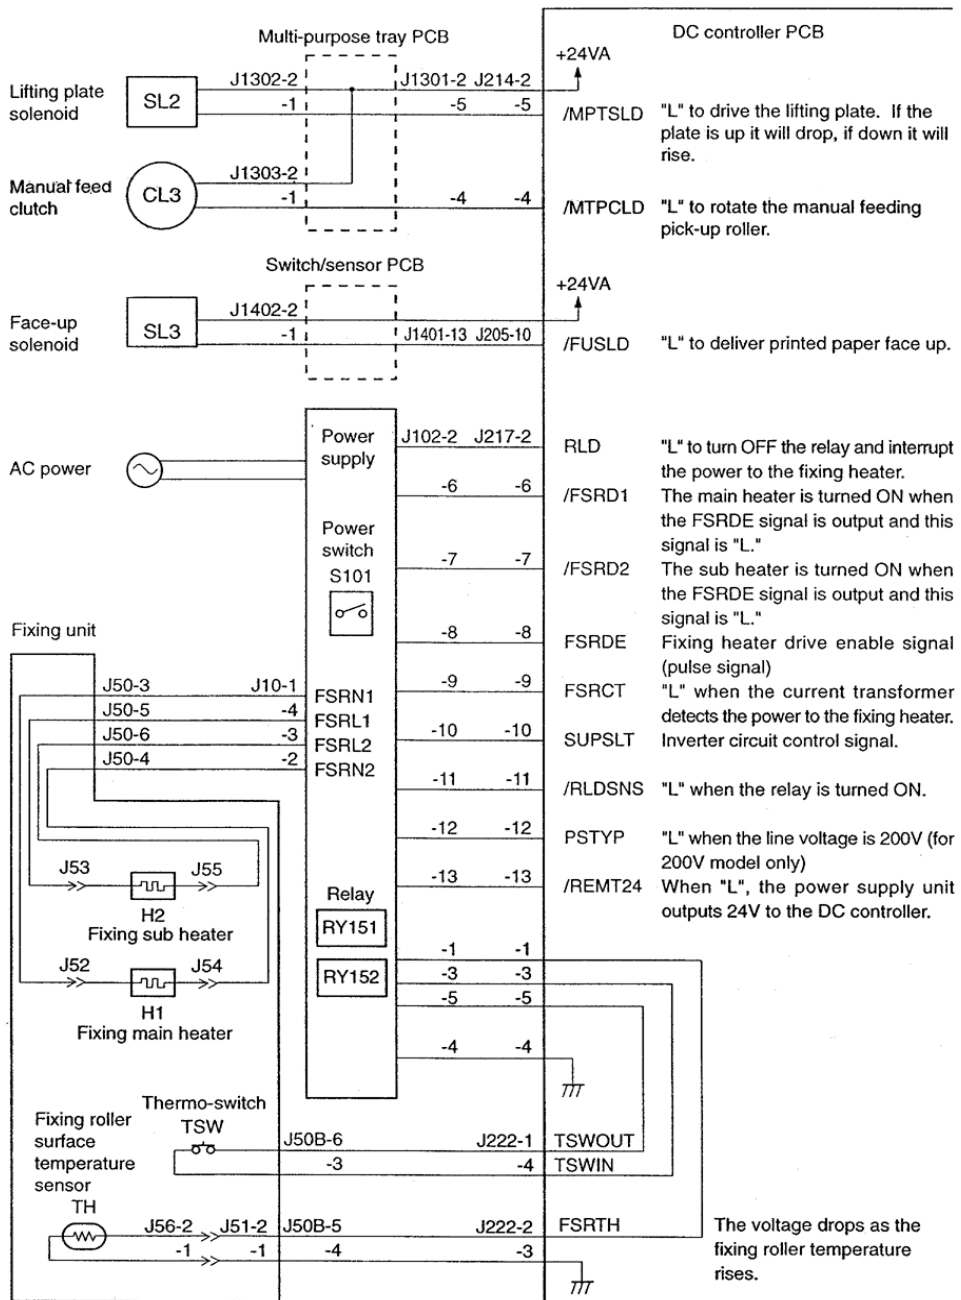 Multi-purpose tray PCB
DC controller PCB
+24VA
Lifting plate
solenoid
SL2
J1302-2
J1301-2 J214-2
-1
-5
-5
/MPTSLD
"L" to drive the lifting plate. If the
plate is up it will drop, if down it will
rise.
Manual feed
clutch
CL3
J1303-2
-1
-4
-4
/MTPCLD
"L" to rotate the manual feeding
pick-up roller.
Switch/sensor PCB
+24VA
Face-up
solenoid
SL3
J1402-2
-1
J1401-13 J205-10
/FUSLD
"L" to deliver printed paper face up.
AC power
Power
supply
J102-2 J217-2
RLD
"L" to turn OFF the relay and interrupt
the power to the fixing heater.
-6
-6
/FSRD1
The main heater is turned ON when
the FSRDE signal is output and this
signal is "L."
Power
switch
S101
-7
-7
/FSRD2
The sub heater is turned ON when
the FSRDE signal is output and this
signal is "L."
-8
-8
FSRDE
Fixing heater drive enable signal
(pulse signal)
-9
-9
FSRCT
"L" when the current transformer
detects the power to the fixing heater.
-10
-10
SUPSLT
Inverter circuit control signal.
-11
-11
/RLDSNS
"L" when the relay is turned ON.
-12
-12
PSTYP
"L" when the line voltage is 200V (for
200V model only)
-13
-13
/REMT24
When "L", the power supply unit
outputs 24V to the DC controller.
Fixing unit
J50-3
J10-1
FSRN1
J50-5
-4
FSRL1
J50-6
-3
FSRL2
J50-4
-2
FSRN2
J53
J55
H2
Fixing sub heater
J52
J54
H1
Fixing main heater
Relay
RY151
RY152
-1
-1
-3
-3
-5
-5
-4
-4
Thermo-switch
TSW
J50B-6
J222-1
TSWOUT
-3
-4
TSWIN
Fixing roller
surface
temperature
sensor
TH
J56-2
J51-2
J50B-5
J222-2
FSRTH
-1
-1
-4
-3
The voltage drops as the
fixing roller temperature
rises.